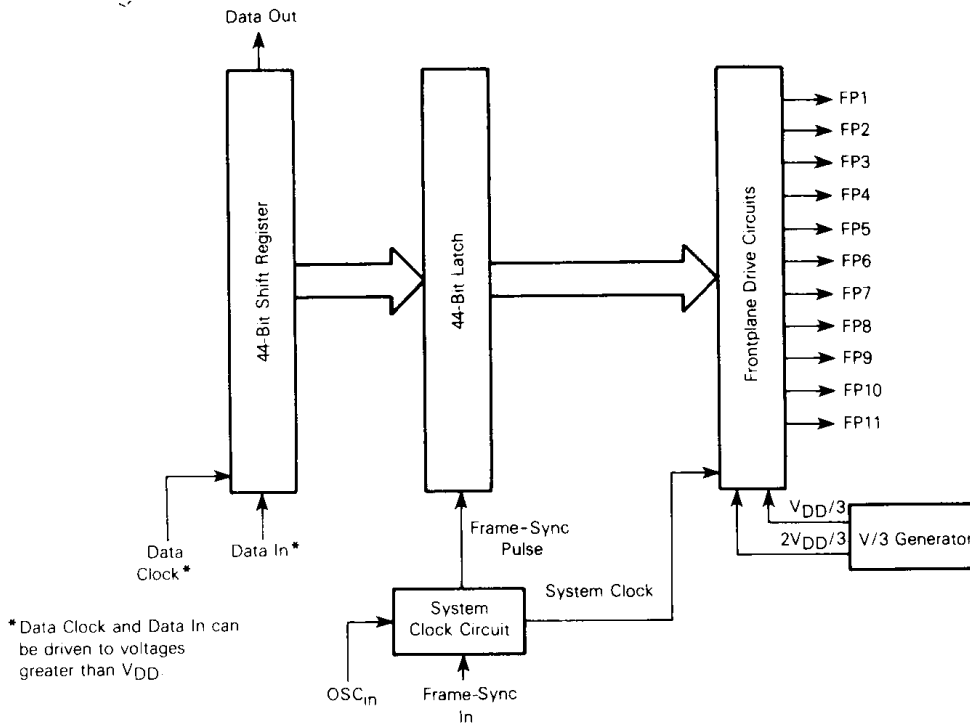 Data Out
44-Bit Shift Register
44-Bit Latch
Frontplane Drive Circuits
FP1
FP2
FP3
FP4
FP5
FP6
FP7
FP8
FP9
FP10
FP11
Data
Clock*
Data In*
Frame-Sync
Pulse
System Clock
VDD/3
2VDD/3
V/3 Generator
System
Clock Circuit
OSCin
Frame-Sync
In
*Data Clock and Data In can
be driven to voltages
greater than VDD.